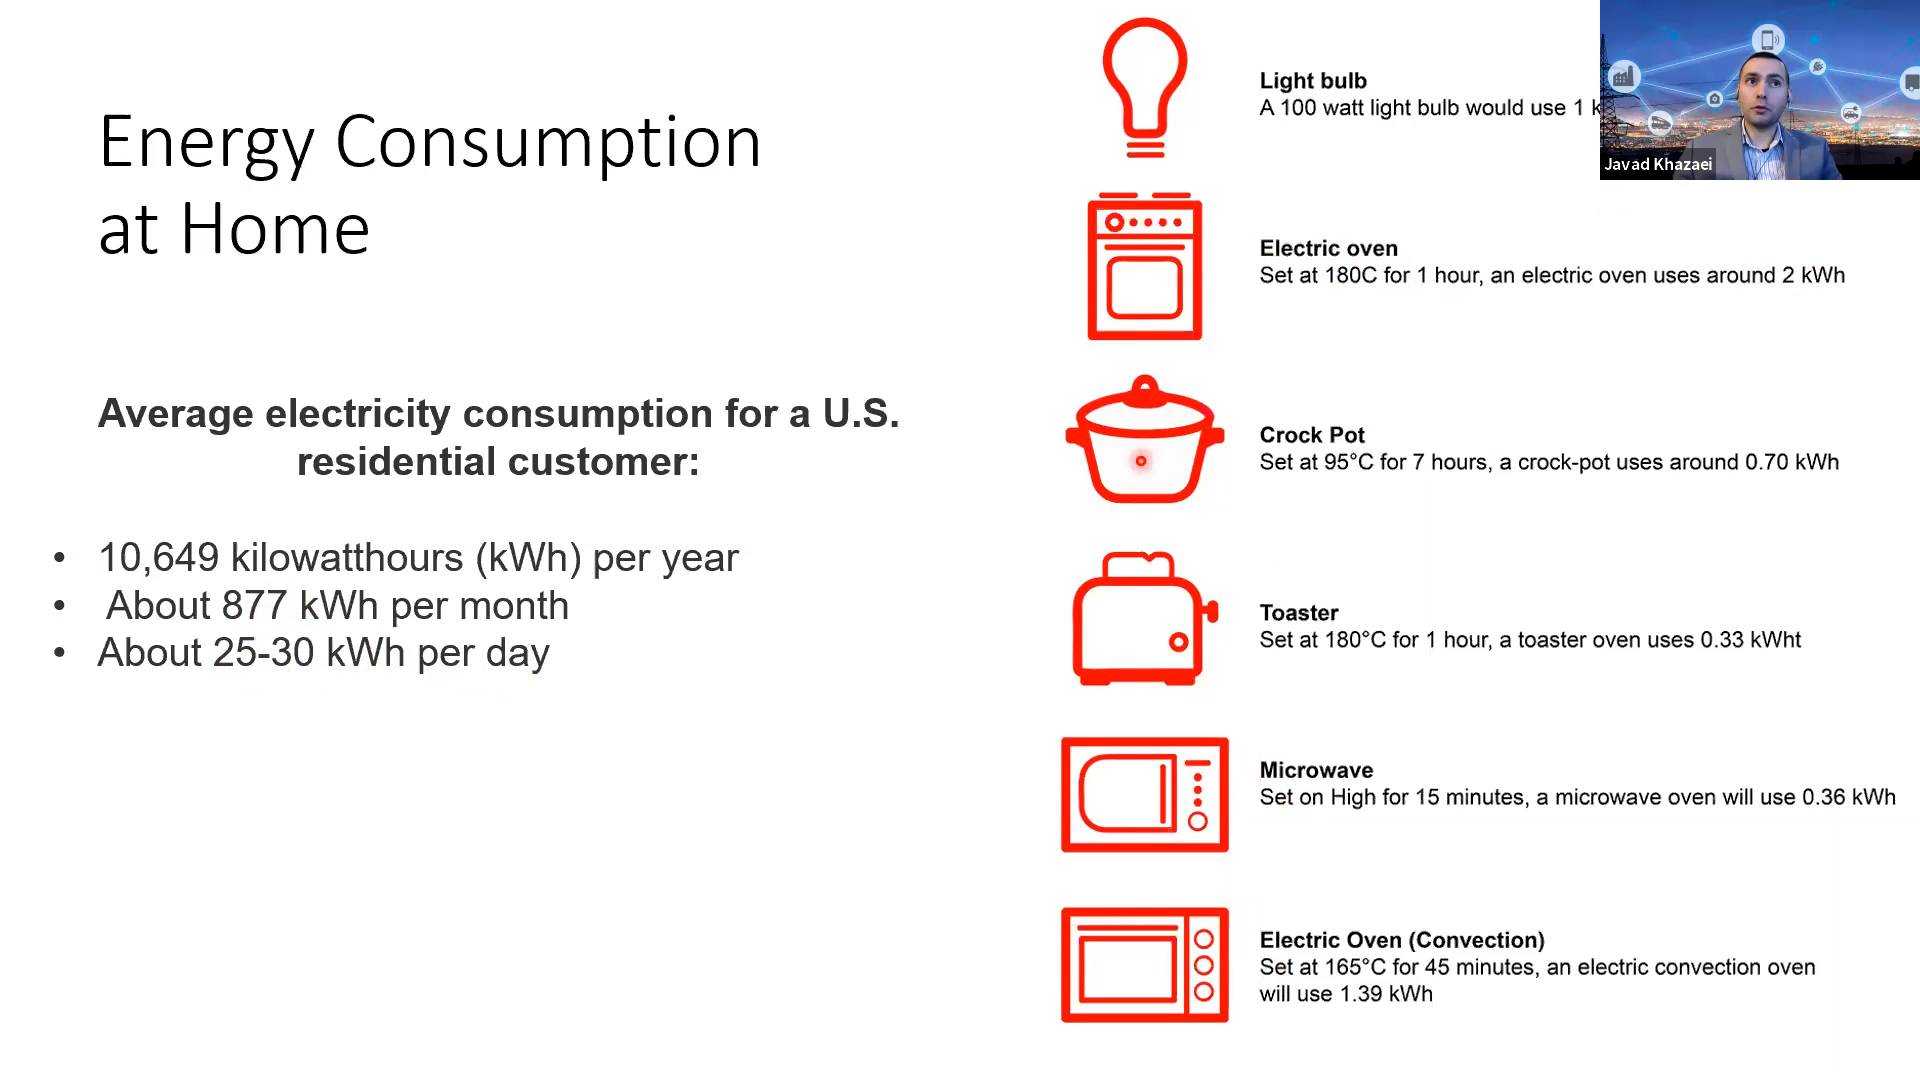 Energy Consumption
at Home
Average electricity consumption for a U.S.
residential customer:
• 10,649 kilowatthours (kWh) per year
• About 877 kWh per month
• About 25-30 kWh per day
Light bulb
A 100 watt light bulb would use 1
Electric oven
Set at 180C for 1 hour, an electric oven uses around 2 kWh
Crock Pot
Set at 95°C for 7 hours, a crock-pot uses around 0.70 kWh
Toaster
Set at 180°C for 1 hour, a toaster oven uses 0.33 kWht
Microwave
Set on High for 15 minutes, a microwave oven will use 0.36 kWh
Electric Oven (Convection)
Set at 165°C for 45 minutes, an electric convection oven
will use 1.39 kWh
Javad Khazaei